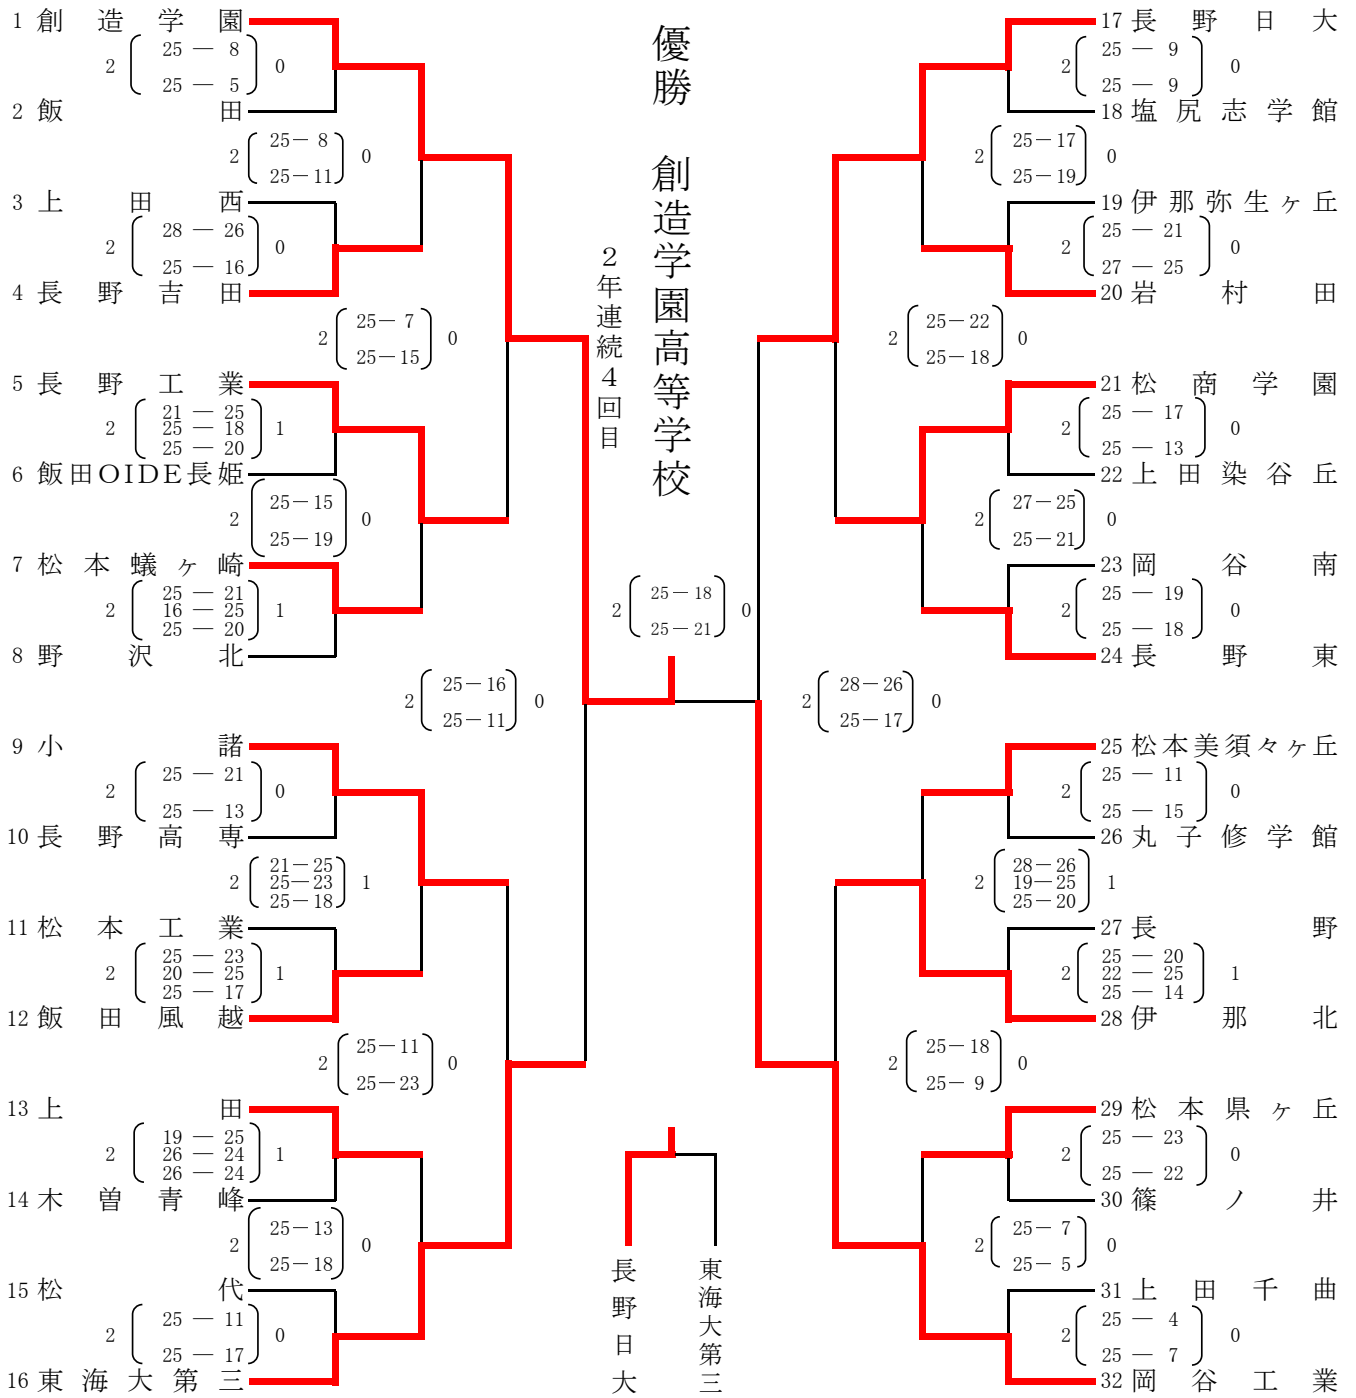 1 創造学園
2 ( 25 — 8 ) 0
25 — 5
2 飯田
2 ( 25— 8 ) 0
25—11
3 上田西
2 ( 28 — 26 ) 0
25 — 16
4 長野吉田
2 ( 25— 7 ) 0
25—15
5 長野工業
2 ( 21 — 25 ) 1
25 — 18
25 — 20
6 飯田OIDE長姫
2 ( 25—15 ) 0
25—19
7 松本蟻ヶ崎
2 ( 25 — 21 ) 1
16 — 25
25 — 20
8 野沢北
2 ( 25—16 ) 0
25—11
9 小諸
2 ( 25 — 21 ) 0
25 — 13
10 長野高専
2 ( 21—25 ) 1
25—23
25—18
11 松本工業
2 ( 25 — 23 ) 1
20 — 25
25 — 17
12 飯田風越
2 ( 25—11 ) 0
25—23
13 上田
2 ( 19 — 25 ) 1
26 — 24
26 — 24
14 木曽青峰
2 ( 25—13 ) 0
25—18
15 松代
2 ( 25 — 11 ) 0
25 — 17
16 東海大第三
優勝 創造学園高等学校
2年連続4回目
2 ( 25—18 ) 0
25—21
長野日大
東海大第三
17 長野日大
2 ( 25 — 9 ) 0
25 — 9
18 塩尻志学館
2 ( 25—17 ) 0
25—19
19 伊那弥生ヶ丘
2 ( 25 — 21 ) 0
27 — 25
20 岩村田
2 ( 25—22 ) 0
25—18
21 松商学園
2 ( 25 — 17 ) 0
25 — 13
22 上田染谷丘
2 ( 27—25 ) 0
25—21
23 岡谷南
2 ( 25 — 19 ) 0
25 — 18
24 長野東
2 ( 28—26 ) 0
25—17
25 松本美須々ヶ丘
2 ( 25 — 11 ) 0
25 — 15
26 丸子修学館
2 ( 28—26 ) 1
19—25
25—20
27 長野
2 ( 25 — 20 ) 1
22 — 25
25 — 14
28 伊那北
2 ( 25—18 ) 0
25— 9
29 松本県ヶ丘
2 ( 25 — 23 ) 0
25 — 22
30 篠ノ井
2 ( 25— 7 ) 0
25— 5
31 上田千曲
2 ( 25 — 4 ) 0
25 — 7
32 岡谷工業